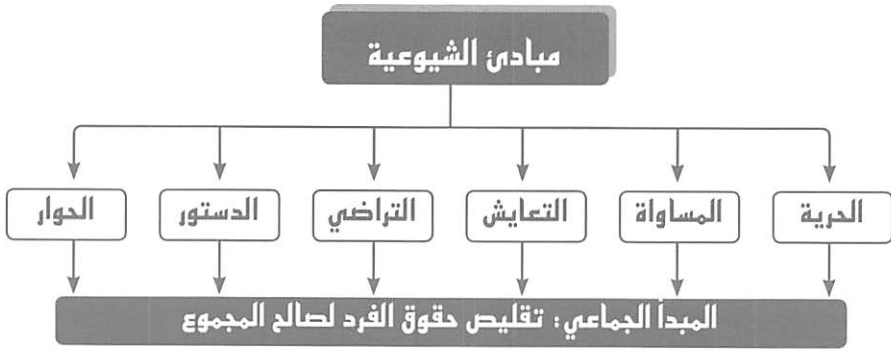 مبادئ الشيوعية
الحرية
المساواة
التعايش
التراضي
الدستور
الحوار
المبدأ الجماعي: تقليص حقوق الفرد لصالح المجموع